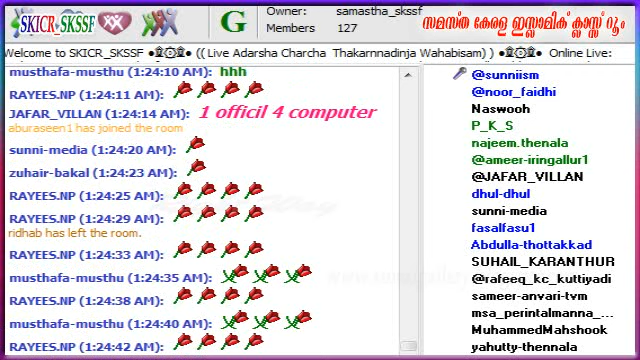 SKICR_SKSSF
G
Owner: samastha_skssf
Members 127
സമസ്ത കേരള ഇസ്ലാമിക് ക്ലാസ്സ് റൂം
Welcome to SKICR_SKSSF ●۩۞۩● (( Live Adarsha Charcha Thakarnnadinja Wahabisam)) ●۩۞۩● Online Live:
musthafa-musthu (1:24:10 AM): hhh
RAYEES.NP (1:24:11 AM):
JAFAR_VILLAN (1:24:14 AM): 1 officil 4 computer
aburaseen1 has joined the room
sunni-media (1:24:20 AM):
zuhair-bakal (1:24:23 AM):
RAYEES.NP (1:24:25 AM):
RAYEES.NP (1:24:29 AM):
ridhab has left the room.
RAYEES.NP (1:24:33 AM):
musthafa-musthu (1:24:35 AM):
RAYEES.NP (1:24:38 AM):
musthafa-musthu (1:24:40 AM):
RAYEES.NP (1:24:42 AM):
@sunniism
@noor_faidhi
Naswooh
P_K_S
najeem.thenala
@ameer-iringallur1
@JAFAR_VILLAN
dhul-dhul
sunni-media
fasalfasu1
Abdulla-thottakkad
SUHAIL_KARANTHUR
@rafeeq_kc_kuttiyadi
sameer-anvari-tvm
msa_perintalmanna_...
MuhammedMahshook
yahutty-thennala